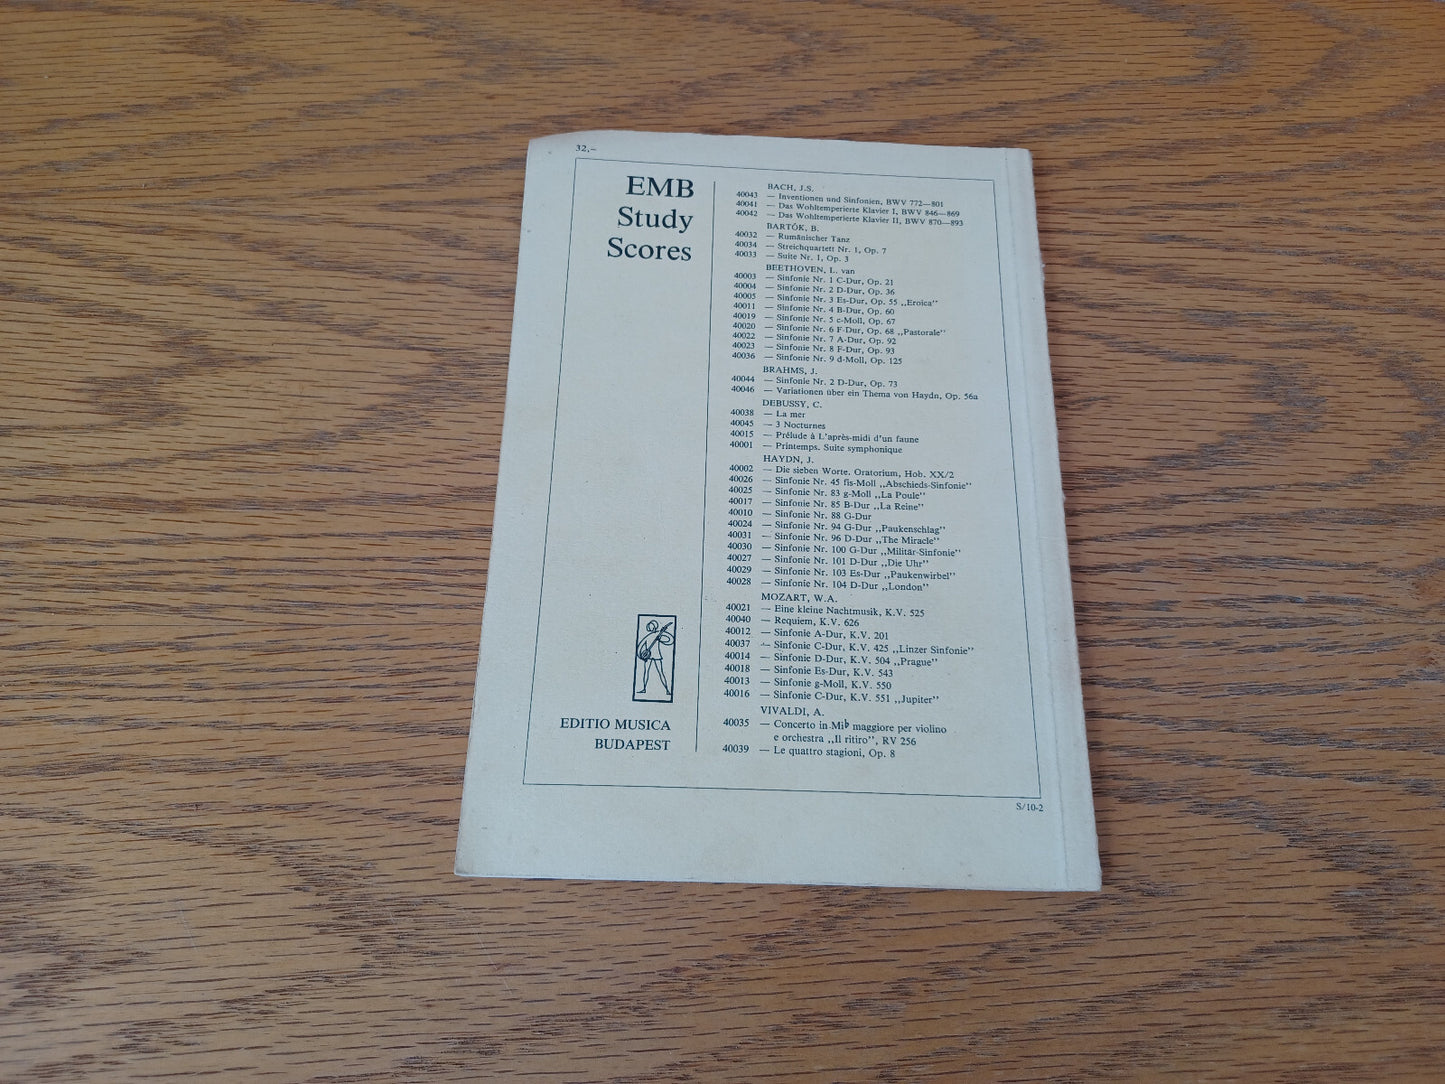 32,—
EMB
Study
Scores
BACH, J.S.
40043 — Inventionen und Sinfonien, BWV 772—801
40041 — Das Wohltemperierte Klavier I, BWV 846—869
40042 — Das Wohltemperierte Klavier II, BWV 870—893
BARTÓK, B.
40032 — Rumänischer Tanz
40034 — Streichquartett Nr. 1, Op. 7
40033 — Suite Nr. 1, Op. 3
BEETHOVEN, L. van
40003 — Sinfonie Nr. 1 C-Dur, Op. 21
40004 — Sinfonie Nr. 2 D-Dur, Op. 36
40005 — Sinfonie Nr. 3 Es-Dur, Op. 55 „Eroica”
40011 — Sinfonie Nr. 4 B-Dur, Op. 60
40019 — Sinfonie Nr. 5 c-Moll, Op. 67
40020 — Sinfonie Nr. 6 F-Dur, Op. 68 „Pastorale”
40022 — Sinfonie Nr. 7 A-Dur, Op. 92
40023 — Sinfonie Nr. 8 F-Dur, Op. 93
40036 — Sinfonie Nr. 9 d-Moll, Op. 125
BRAHMS, J.
40044 — Sinfonie Nr. 2 D-Dur, Op. 73
40046 — Variationen über ein Thema von Haydn, Op. 56a
DEBUSSY, C.
40038 — La mer
40045 — 3 Nocturnes
40015 — Prélude à L'après-midi d'un faune
40001 — Printemps. Suite symphonique
HAYDN, J.
40002 — Die sieben Worte. Oratorium, Hob. XX/2
40026 — Sinfonie Nr. 45 fis-Moll „Abschieds-Sinfonie”
40025 — Sinfonie Nr. 83 g-Moll „La Poule”
40017 — Sinfonie Nr. 85 B-Dur „La Reine”
40010 — Sinfonie Nr. 88 G-Dur
40024 — Sinfonie Nr. 94 G-Dur „Paukenschlag”
40031 — Sinfonie Nr. 96 D-Dur „The Miracle”
40030 — Sinfonie Nr. 100 G-Dur „Militär-Sinfonie”
40027 — Sinfonie Nr. 101 D-Dur „Die Uhr”
40029 — Sinfonie Nr. 103 Es-Dur „Paukenwirbel”
40028 — Sinfonie Nr. 104 D-Dur „London”
MOZART, W.A.
40021 — Eine kleine Nachtmusik, K.V. 525
40040 — Requiem, K.V. 626
40012 — Sinfonie A-Dur, K.V. 201
40037 — Sinfonie C-Dur, K.V. 425 „Linzer Sinfonie”
40014 — Sinfonie D-Dur, K.V. 504 „Prague”
40018 — Sinfonie Es-Dur, K.V. 543
40013 — Sinfonie g-Moll, K.V. 550
40016 — Sinfonie C-Dur, K.V. 551 „Jupiter”
VIVALDI, A.
40035 — Concerto in Mi♭ maggiore per violino
e orchestra „Il ritiro”, RV 256
40039 — Le quattro stagioni, Op. 8
EDITIO MUSICA
BUDAPEST
S/10-2